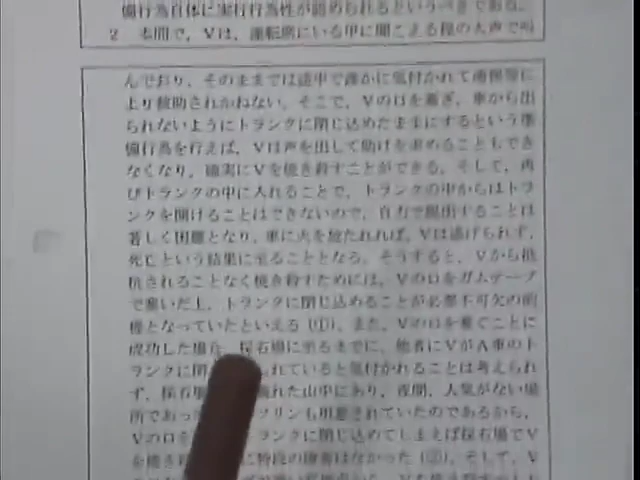 備行為自体に実行行為性が認められるというべきである。
2 本問で、Vは、運転席にいる甲に聞こえる程の大声で叫
んでおり、そのままでは途中で誰かに気付かれて通報等に
より救助されかねない。そこで、Vの口を塞ぎ、車から出
られないようにトランクに閉じ込めたままにするという準
備行為を行えば、Vは声を出して助けを求めることもでき
なくなり、確実にVを焼き殺すことができる。そして、再
びトランクの中に入れることで、トランクの中からはトラ
ンクを開けることはできないので、自力で脱出することは
著しく困難となり、車に火を放たれれば、Vは逃げられず、
死亡という結果に至ることとなる。そうすると、Vから抵
抗されることなく焼き殺すためには、Vの口をガムテープ
で塞いだ上、トランクに閉じ込めることが必要不可欠の前
提となっていたといえる(①)。また、Vの口を塞ぐことに
成功した場合、採石場に至るまでに、他者にVがA車のト
ランクに閉 られていると気付かれることは考えられ
ず、採石場 れた山中にあり、夜間、人気がない場
所であっ ソリンも用意されていたのであるから、
Vの口を ランクに閉じ込めてしまえば採石場でV
を焼き 特段の障害はなかった(②)。そして、V